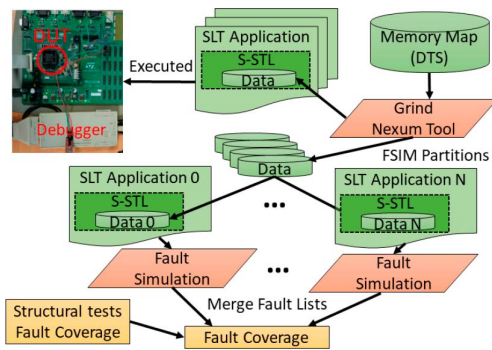 DUT
Debugger
Executed
SLT Application
S-STL
Data
Memory Map
(DTS)
Grind
Nexum Tool
FSIM Partitions
Data
SLT Application 0
S-STL
Data 0
...
SLT Application N
S-STL
Data N
Fault
Simulation
...
Fault
Simulation
Merge Fault Lists
Structural tests
Fault Coverage
Fault Coverage